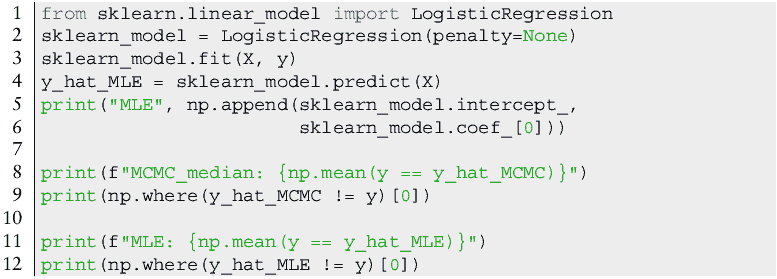 1 from sklearn.linear_model import LogisticRegression
2 sklearn_model = LogisticRegression(penalty=None)
3 sklearn_model.fit(X, y)
4 y_hat_MLE = sklearn_model.predict(X)
5 print("MLE", np.append(sklearn_model.intercept_,
6                        sklearn_model.coef_[0]))
7
8 print(f"MCMC_median: {np.mean(y == y_hat_MCMC)}")
9 print(np.where(y_hat_MCMC != y)[0])
10
11 print(f"MLE: {np.mean(y == y_hat_MLE)}")
12 print(np.where(y_hat_MLE != y)[0])